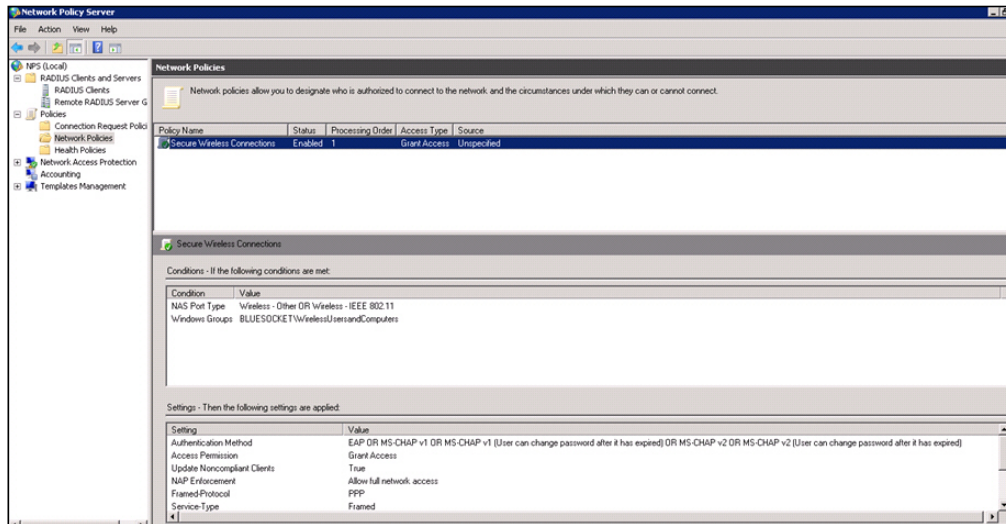 Network Policy Server
File Action View Help
NPS (Local)
RADIUS Clients and Servers
RADIUS Clients
Remote RADIUS Server G
Policies
Connection Request Polici
Network Policies
Health Policies
Network Access Protection
Accounting
Templates Management
Network Policies
Network policies allow you to designate who is authorized to connect to the network and the circumstances under which they can or cannot connect.
Policy Name Status Processing Order Access Type Source
Secure Wireless Connections Enabled 1 Grant Access Unspecified
Secure Wireless Connections
Conditions - If the following conditions are met:
Condition Value
NAS Port Type Wireless - Other OR Wireless - IEEE 802.11
Windows Groups BLUESOCKET\WirelessUsersandComputers
Settings - Then the following settings are applied:
Setting Value
Authentication Method EAP OR MS-CHAP v1 OR MS-CHAP v1 (User can change password after it has expired) OR MS-CHAP v2 OR MS-CHAP v2 (User can change password after it has expired)
Access Permission Grant Access
Update Noncompliant Clients True
NAP Enforcement Allow full network access
Framed-Protocol PPP
Service-Type Framed